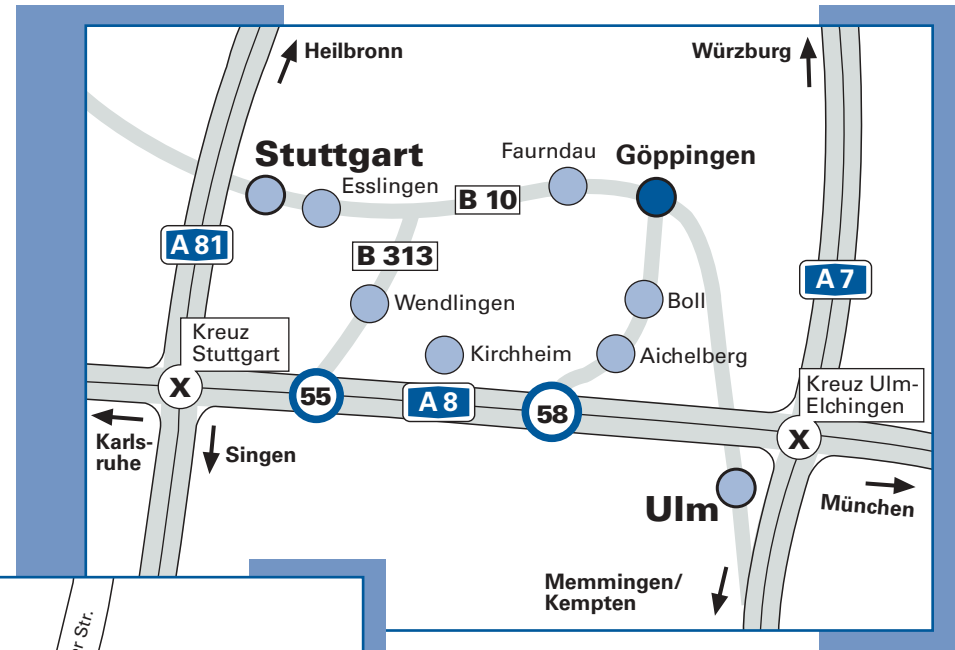 Heilbronn
Würzburg
Stuttgart
Faurndau
Göppingen
Esslingen
B 10
A 81
B 313
A 7
Wendlingen
Boll
Kreuz
Stuttgart
Kirchheim
Aichelberg
X
55
A 8
58
Kreuz Ulm-
Elchingen
X
Karls-
ruhe
Singen
Ulm
München
Memmingen/
Kempten
Str.